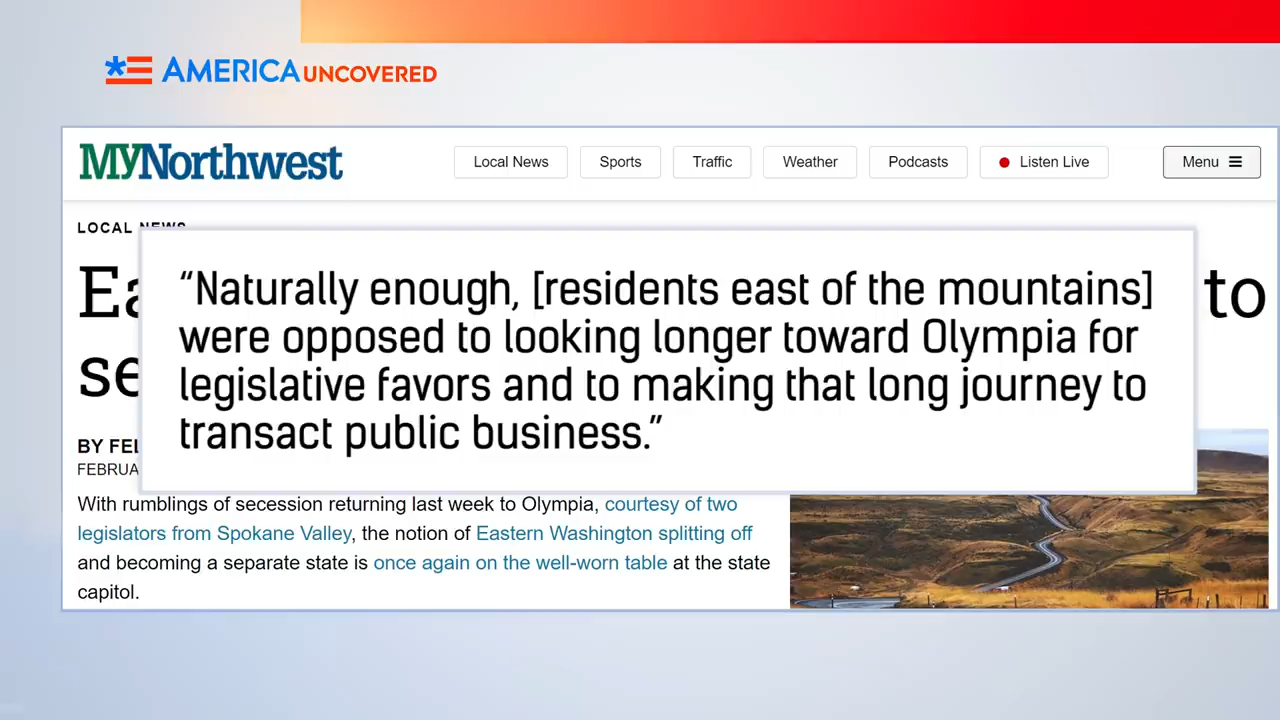 AMERICA UNCOVERED
MYNorthwest
Local News
Sports
Traffic
Weather
Podcasts
Listen Live
Menu
LOCAL NEWS
to
“Naturally enough, [residents east of the mountains]
were opposed to looking longer toward Olympia for
legislative favors and to making that long journey to
transact public business.”
BY
With rumblings of secession returning last week to Olympia, courtesy of two
legislators from Spokane Valley, the notion of Eastern Washington splitting off
and becoming a separate state is once again on the well-worn table at the state
capitol.